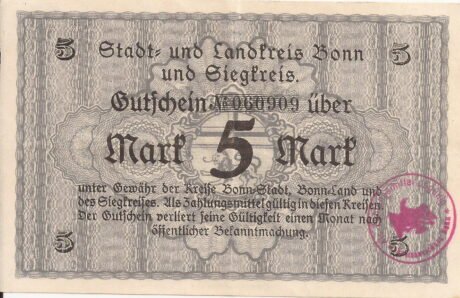 5 5
Stadt- und Landkreis Bonn
und Siegkreis.
Gutschein № 060909 über
Mark 5 Mark
unter Gewähr der Kreise Bonn-Stadt, Bonn-Land und
des Siegkreises. Als Zahlungsmittel gültig in diesen Kreisen.
Der Gutschein verliert seine Gültigkeit einen Monat nach
öffentlicher Bekanntmachung.
5 5